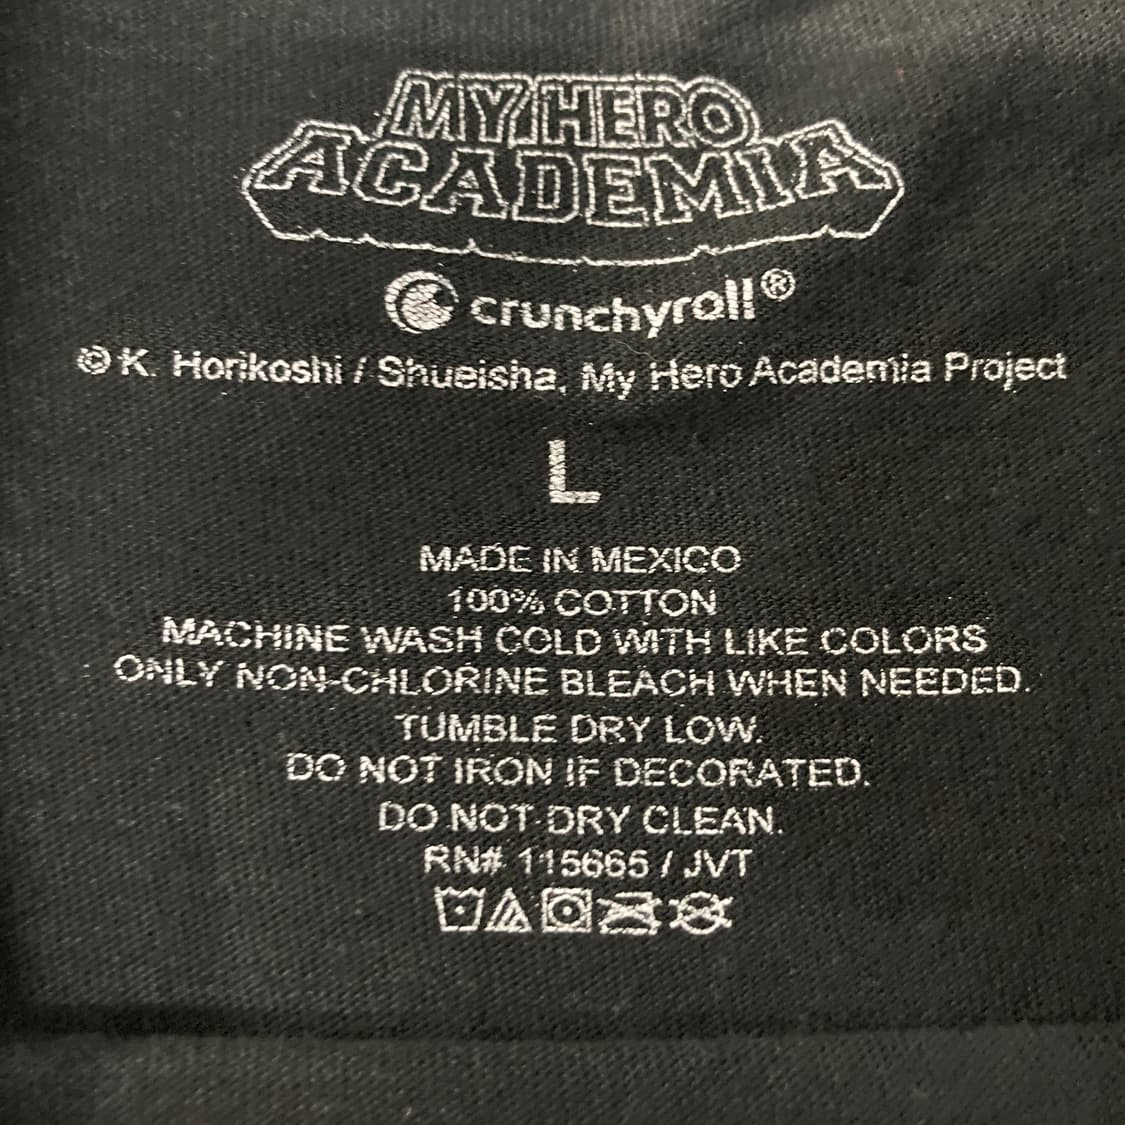 MY HERO
ACADEMIA
crunchyroll®
© K. Horikoshi / Shueisha, My Hero Academia Project
L
MADE IN MEXICO
100% COTTON
MACHINE WASH COLD WITH LIKE COLORS
ONLY NON-CHLORINE BLEACH WHEN NEEDED.
TUMBLE DRY LOW.
DO NOT IRON IF DECORATED.
DO NOT DRY CLEAN.
RN# 115665 / JVT